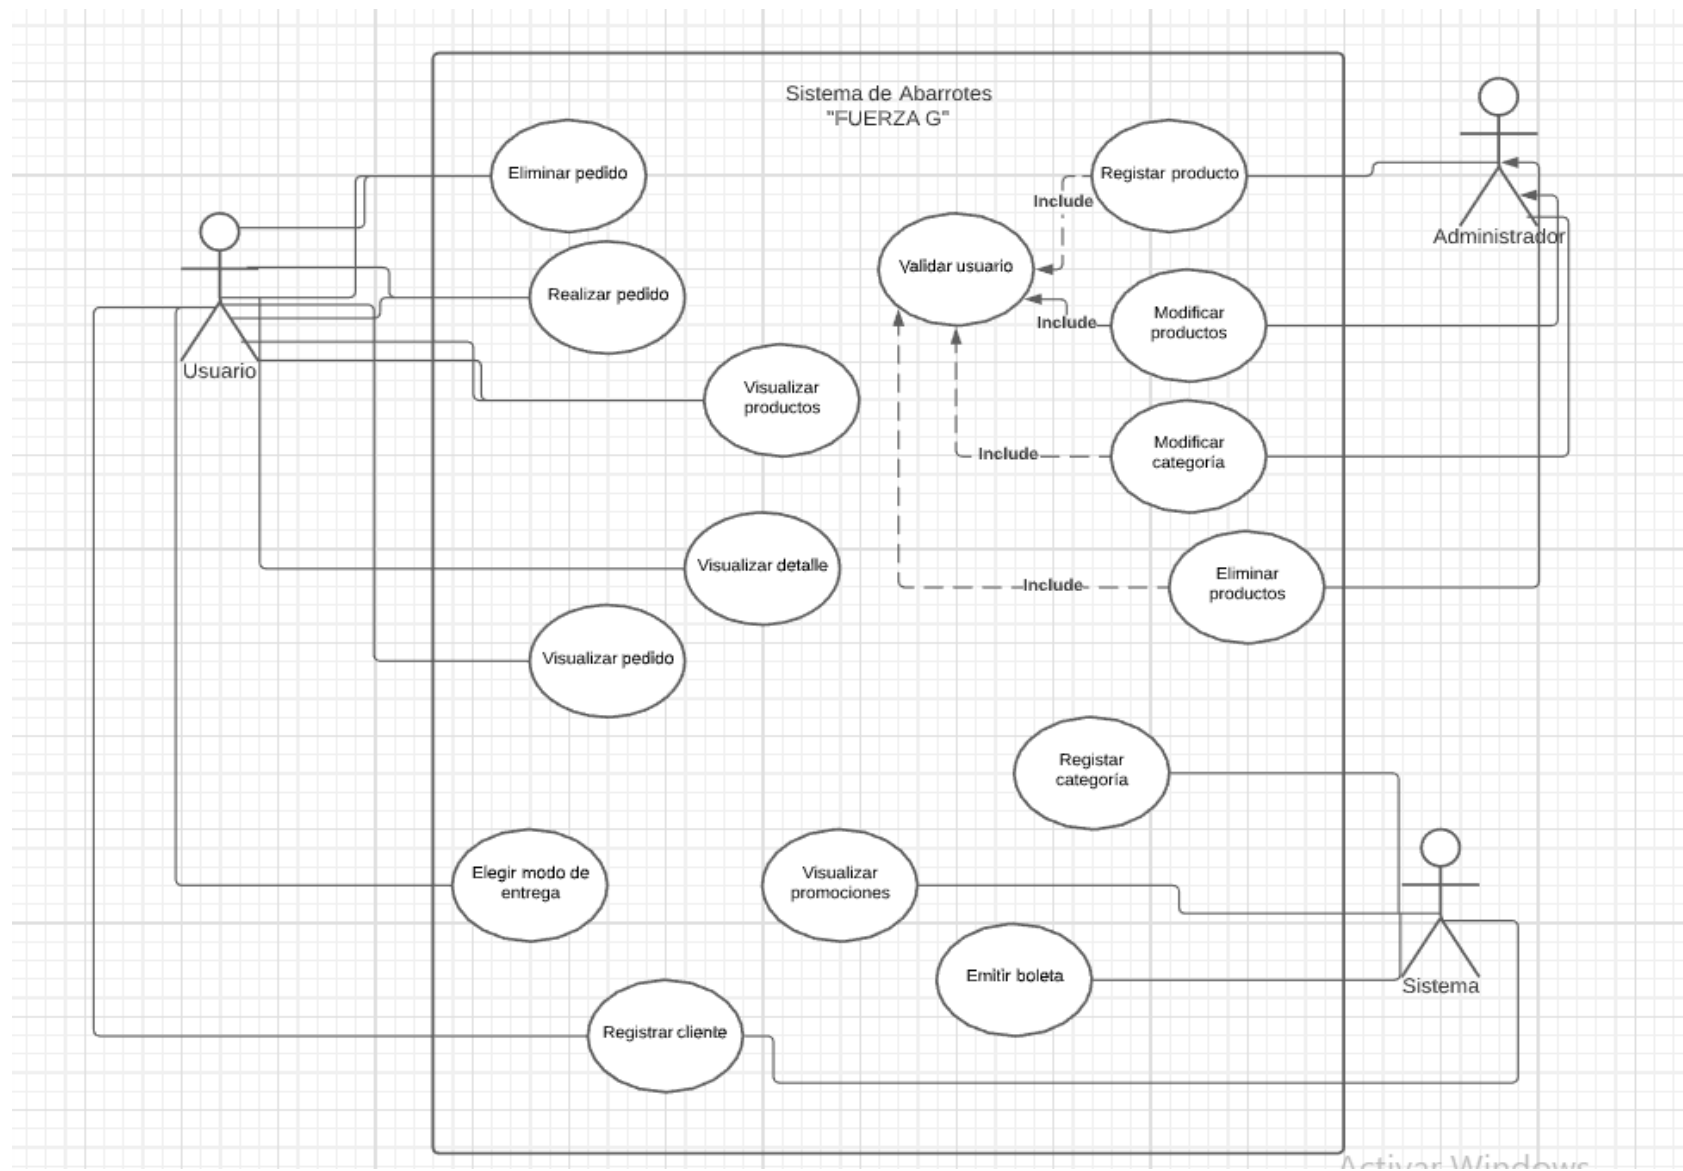 Sistema de Abarrotes
"FUERZA G"
Eliminar pedido
Registar producto
Include
Administrador
Validar usuario
Realizar pedido
Modificar
productos
Include
Usuario
Visualizar
productos
Modificar
categoría
Include
Visualizar detalle
Eliminar
productos
Include
Visualizar pedido
Registar
categoría
Elegir modo de
entrega
Visualizar
promociones
Emitir boleta
Sistema
Registrar cliente
Activar Windows